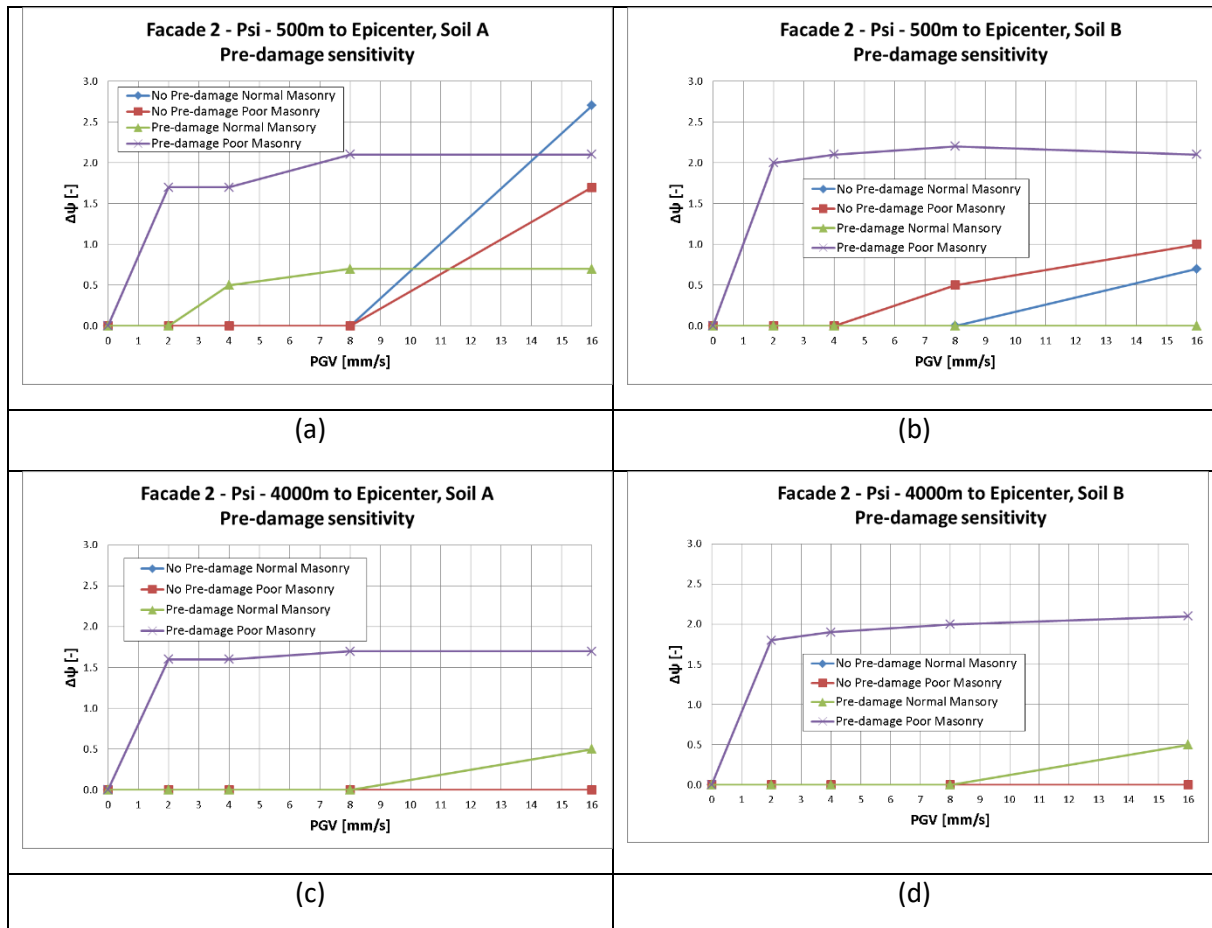 Facade 2 - Psi - 500m to Epicenter, Soil A
Pre-damage sensitivity
3.0
2.5
2.0
1.5
1.0
0.5
0.0
Δψ [-]
No Pre-damage Normal Masonry
No Pre-damage Poor Masonry
Pre-damage Normal Mansory
Pre-damage Poor Masonry
0 1 2 3 4 5 6 7 8 9 10 11 12 13 14 15 16
PGV [mm/s]
(a)
Facade 2 - Psi - 500m to Epicenter, Soil B
Pre-damage sensitivity
3.0
2.5
2.0
1.5
1.0
0.5
0.0
Δψ [-]
No Pre-damage Normal Masonry
No Pre-damage Poor Masonry
Pre-damage Normal Mansory
Pre-damage Poor Masonry
0 1 2 3 4 5 6 7 8 9 10 11 12 13 14 15 16
PGV [mm/s]
(b)
Facade 2 - Psi - 4000m to Epicenter, Soil A
Pre-damage sensitivity
3.0
2.5
2.0
1.5
1.0
0.5
0.0
Δψ [-]
No Pre-damage Normal Masonry
No Pre-damage Poor Masonry
Pre-damage Normal Mansory
Pre-damage Poor Masonry
0 1 2 3 4 5 6 7 8 9 10 11 12 13 14 15 16
PGV [mm/s]
(c)
Facade 2 - Psi - 4000m to Epicenter, Soil B
Pre-damage sensitivity
3.0
2.5
2.0
1.5
1.0
0.5
0.0
Δψ [-]
No Pre-damage Normal Masonry
No Pre-damage Poor Masonry
Pre-damage Normal Mansory
Pre-damage Poor Masonry
0 1 2 3 4 5 6 7 8 9 10 11 12 13 14 15 16
PGV [mm/s]
(d)